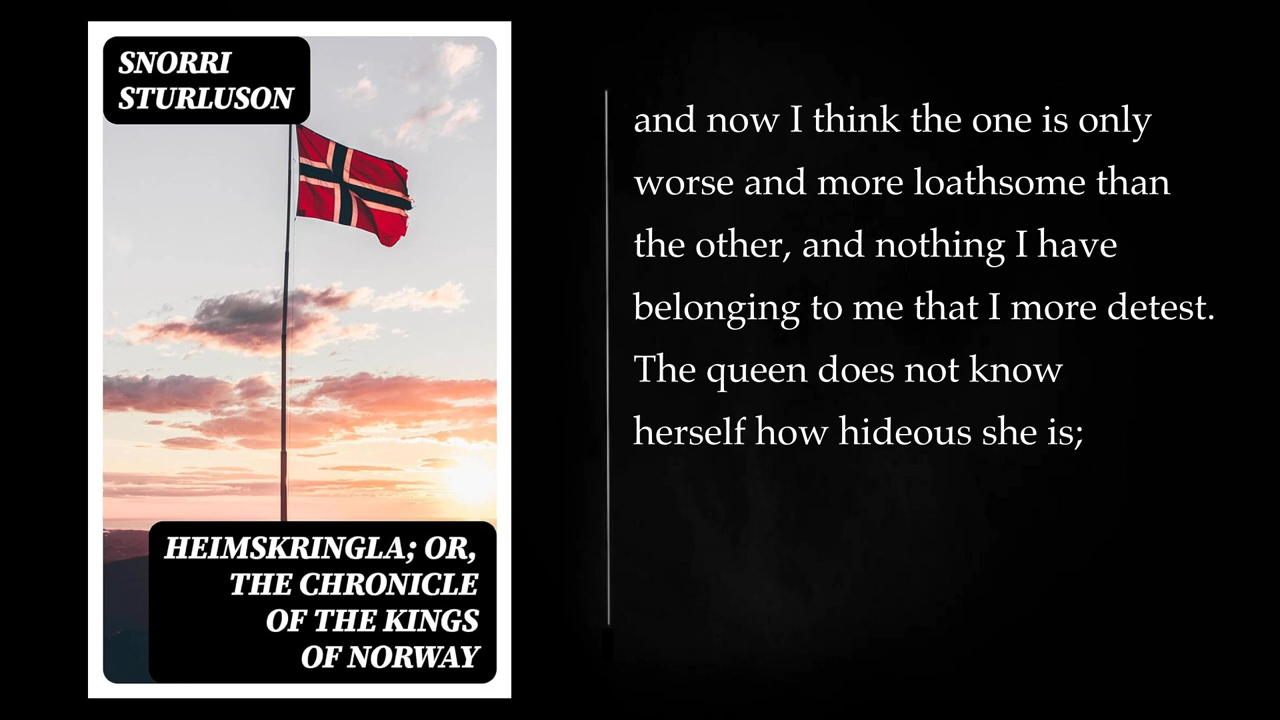 SNORRI
STURLUSON
HEIMSKRINGLA; OR,
THE CHRONICLE
OF THE KINGS
OF NORWAY
and now I think the one is only
worse and more loathsome than
the other, and nothing I have
belonging to me that I more detest.
The queen does not know
herself how hideous she is;